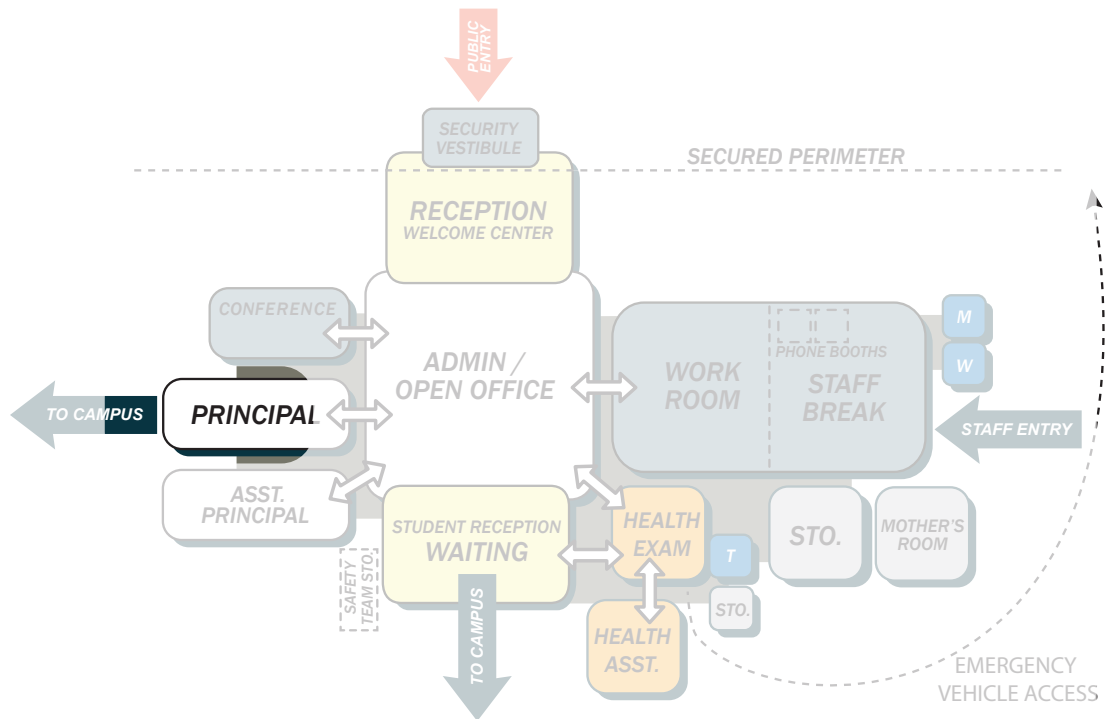 PUBLIC
ENTRY
SECURITY
VESTIBULE
SECURED PERIMETER
RECEPTION
WELCOME CENTER
CONFERENCE
ADMIN /
OPEN OFFICE
WORK
ROOM
PHONE BOOTHS
STAFF
BREAK
M
W
TO CAMPUS
PRINCIPAL
STAFF ENTRY
ASST.
PRINCIPAL
STUDENT RECEPTION
WAITING
HEALTH
EXAM
T
STO.
MOTHER'S
ROOM
SAFETY
TEAM STO.
TO CAMPUS
HEALTH
ASST.
STO.
EMERGENCY
VEHICLE ACCESS